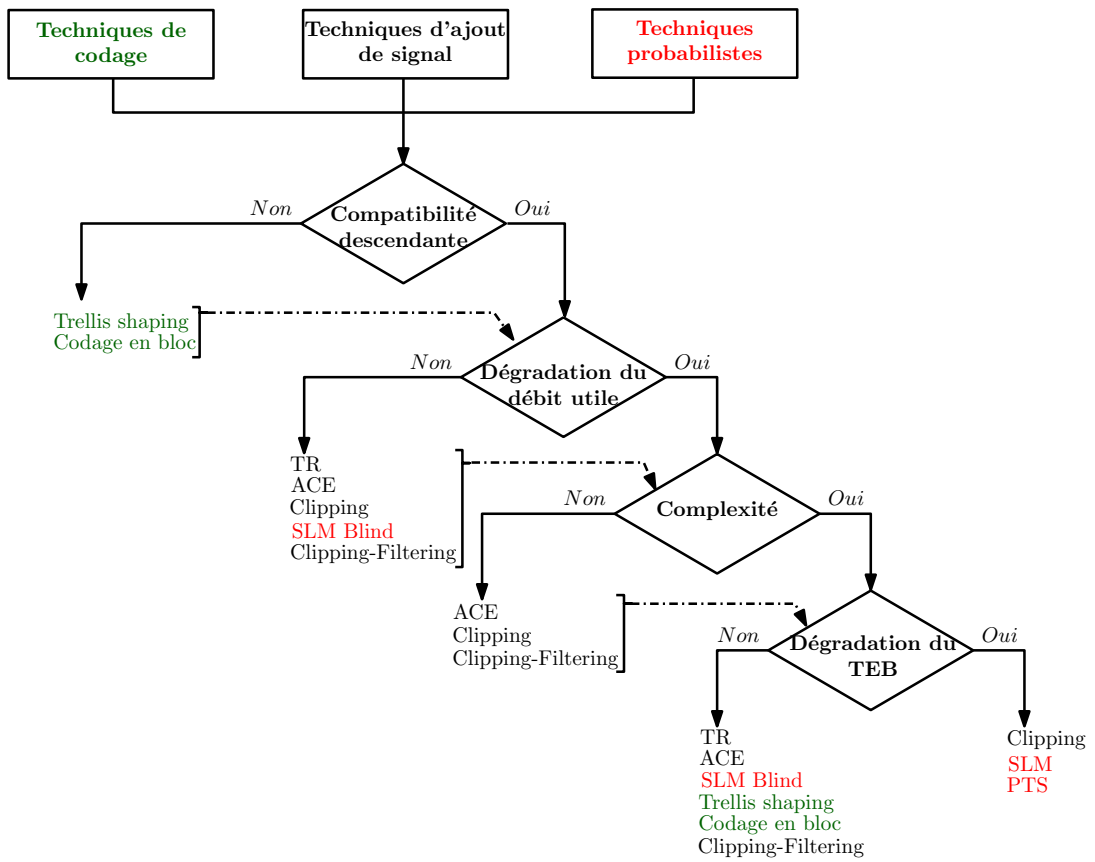 Techniques de
codage
Techniques d'ajout
de signal
Techniques
probabilistes
Non
Oui
Compatibilité
descendante
Trellis shaping
Codage en bloc
Non
Oui
Dégradation du
débit utile
TR
ACE
Clipping
SLM Blind
Clipping-Filtering
Non
Oui
Complexité
ACE
Clipping
Clipping-Filtering
Non
Oui
Dégradation du
TEB
TR
ACE
SLM Blind
Trellis shaping
Codage en bloc
Clipping-Filtering
Clipping
SLM
PTS